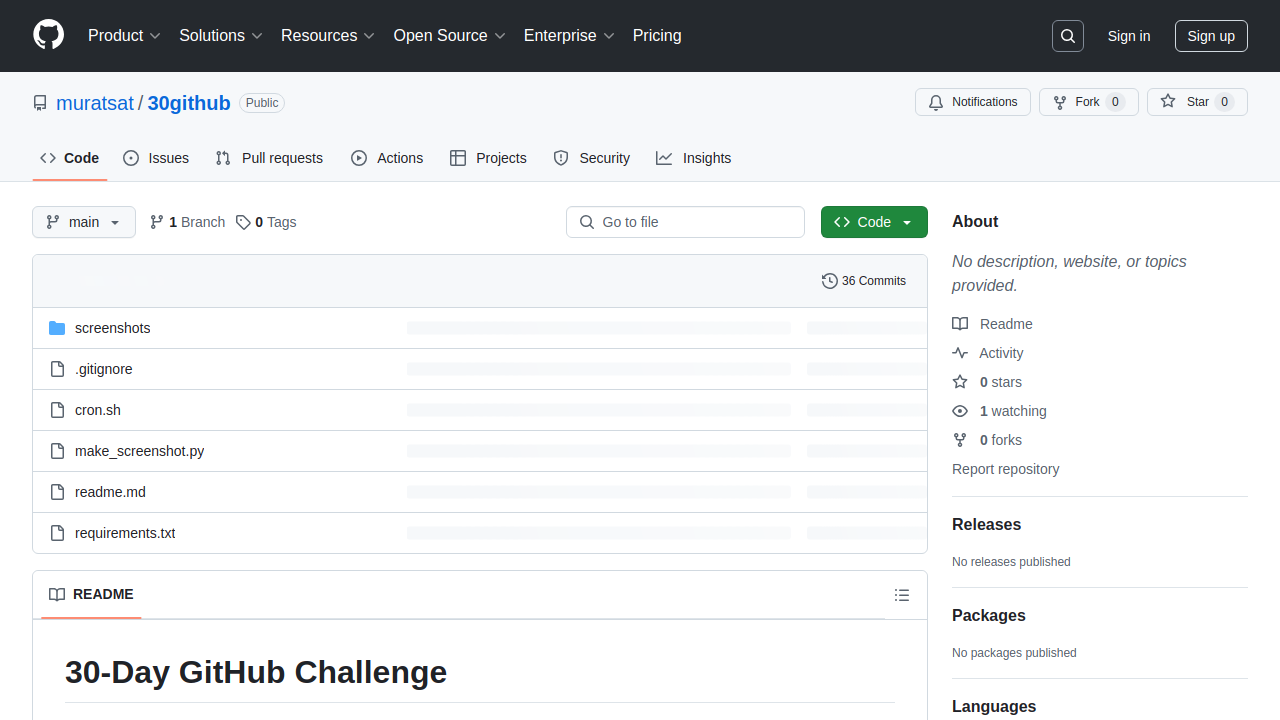 Product Solutions Resources Open Source Enterprise Pricing Sign in Sign up
muratsat / 30github Public Notifications Fork 0 Star 0
Code Issues Pull requests Actions Projects Security Insights
main 1 Branch 0 Tags Go to file Code
36 Commits
screenshots
.gitignore
cron.sh
make_screenshot.py
readme.md
requirements.txt
README
30-Day GitHub Challenge
About
No description, website, or topics
provided.
Readme
Activity
0 stars
1 watching
0 forks
Report repository
Releases
No releases published
Packages
No packages published
Languages